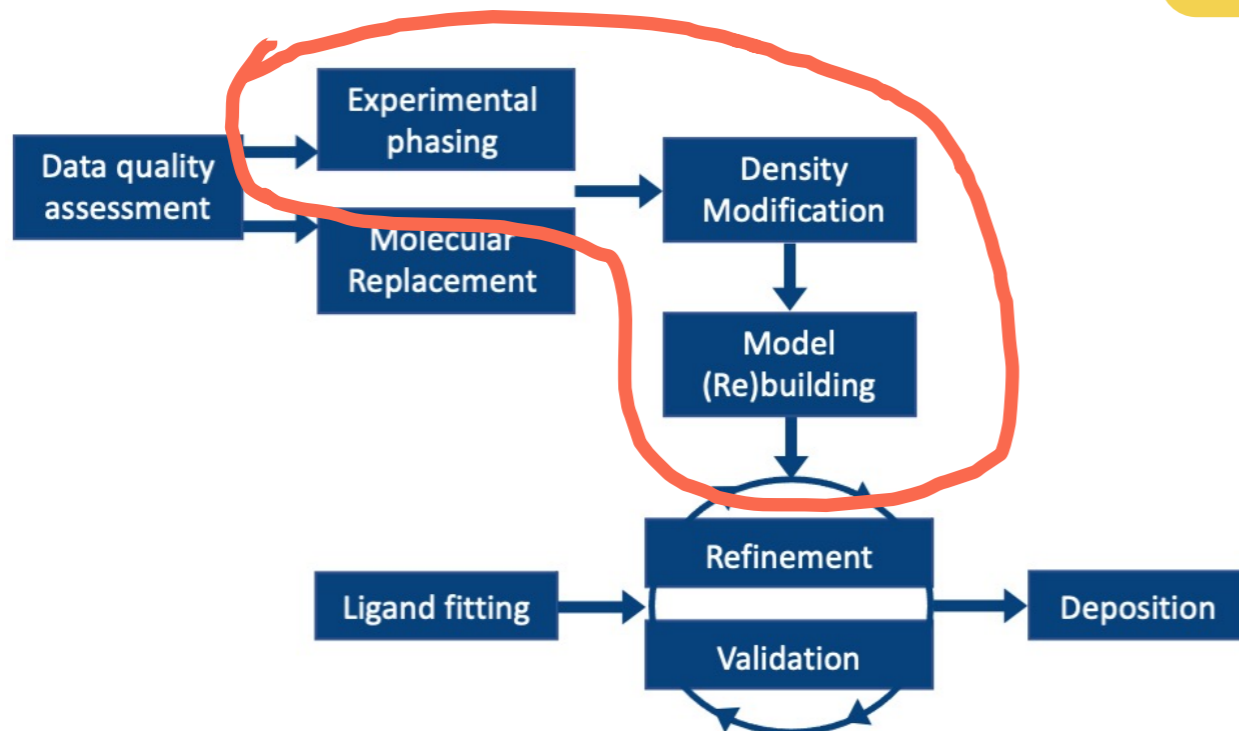 Experimental
phasing
Data quality
assessment
Density
Modification
Molecular
Replacement
Model
(Re)building
Refinement
Ligand fitting
Deposition
Validation